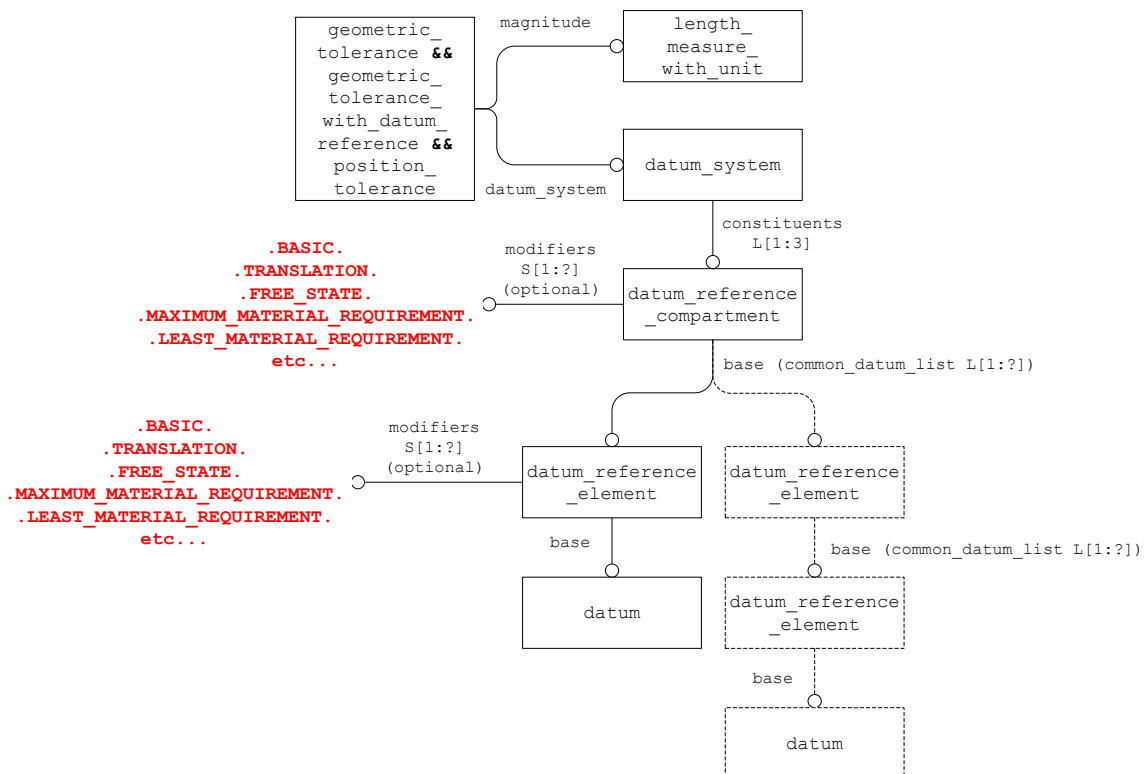 geometric_
tolerance &&
geometric_
tolerance_
with_datum_
reference &&
position_
tolerance
magnitude
length_
measure_
with_unit
datum_system
datum_system
constituents
L[1:3]
modifiers
S[1:?]
(optional)
.BASIC.
.TRANSLATION.
.FREE_STATE.
.MAXIMUM_MATERIAL_REQUIREMENT.
.LEAST_MATERIAL_REQUIREMENT.
etc...
datum_reference
_compartment
base (common_datum_list L[1:?])
.BASIC.
.TRANSLATION.
.FREE_STATE.
.MAXIMUM_MATERIAL_REQUIREMENT.
.LEAST_MATERIAL_REQUIREMENT.
etc...
modifiers
S[1:?]
(optional)
datum_reference
_element
datum_reference
_element
base
base (common_datum_list L[1:?])
datum
datum_reference
_element
base
datum